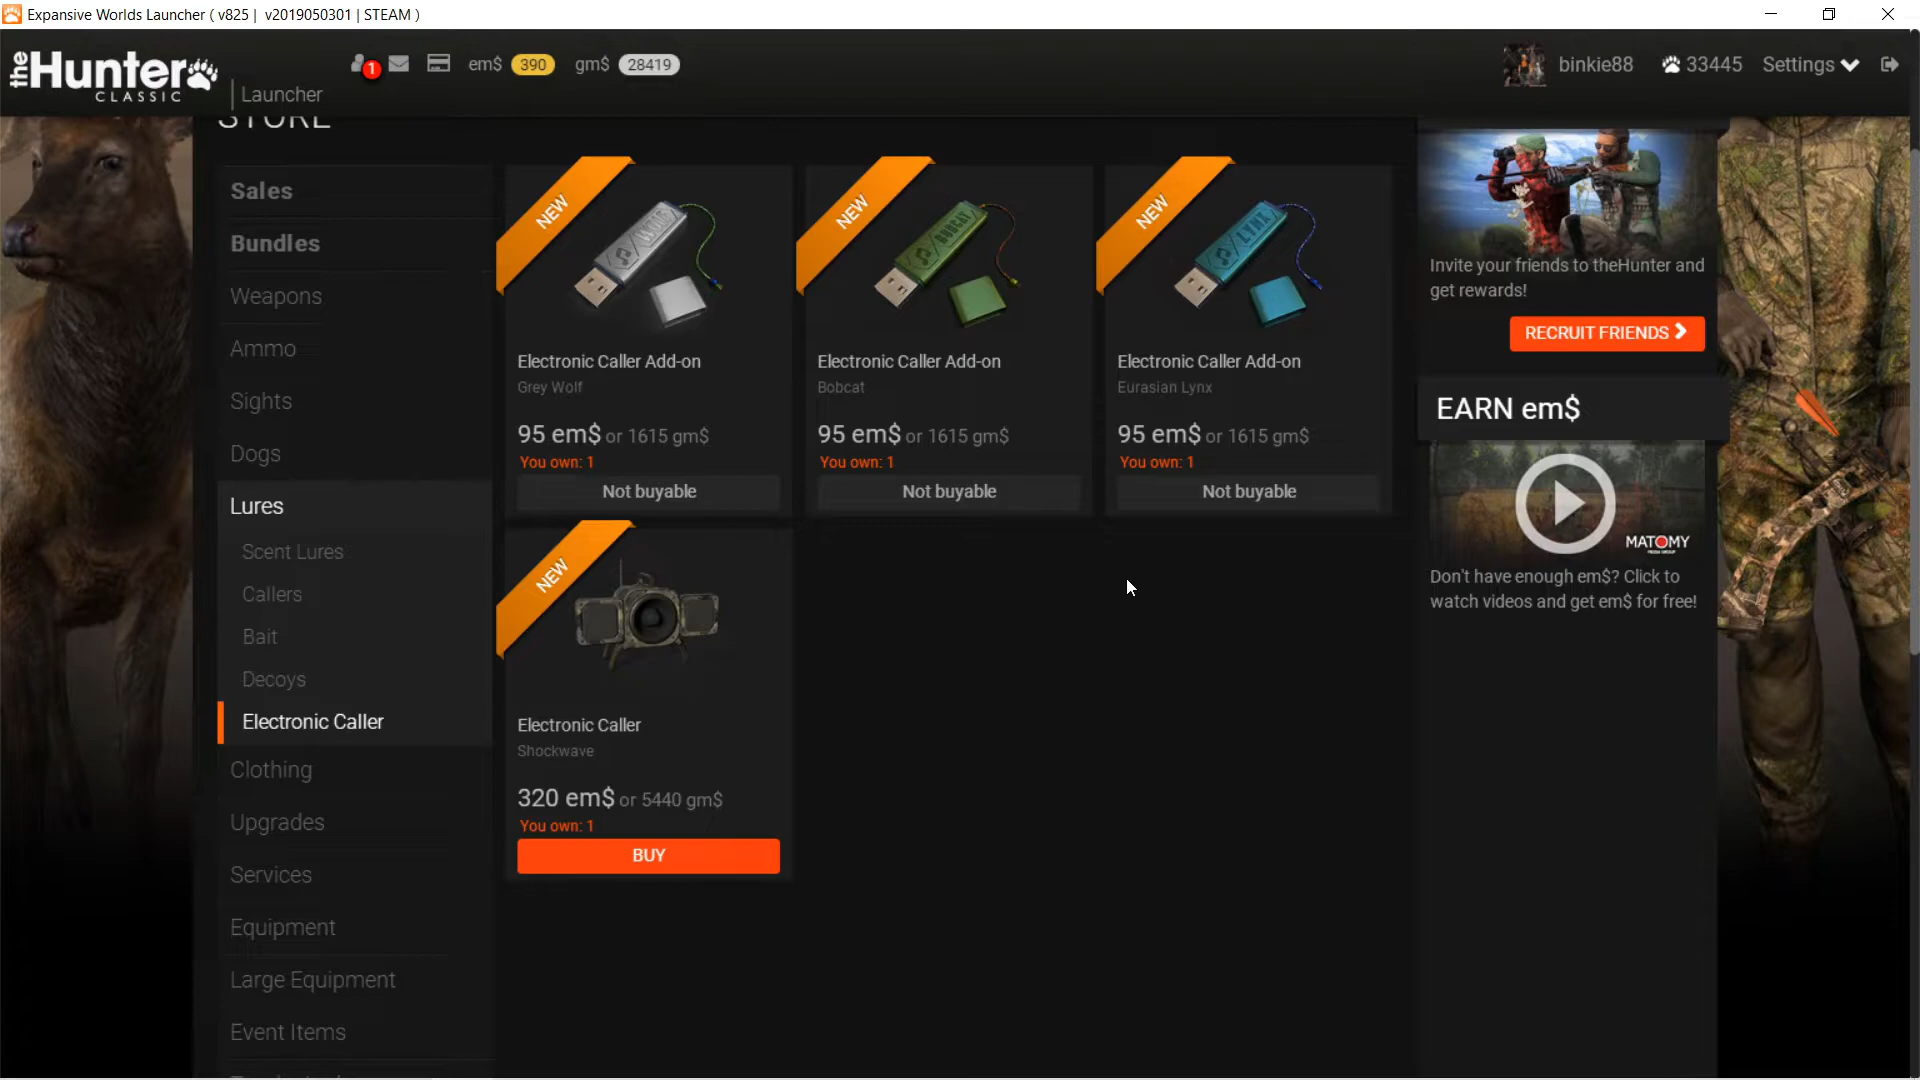 Expansive Worlds Launcher ( v825 | v2019050301 | STEAM )
theHunter
CLASSIC
Launcher
1
em$ 390 gm$ 28419
binkie88 33445 Settings
STORE
Sales
Bundles
Weapons
Ammo
Sights
Dogs
Lures
Scent Lures
Callers
Bait
Decoys
Electronic Caller
Clothing
Upgrades
Services
Equipment
Large Equipment
Event Items
NEW
Electronic Caller Add-on
Grey Wolf
95 em$ or 1615 gm$
You own: 1
Not buyable
NEW
BOBCAT
Electronic Caller Add-on
Bobcat
95 em$ or 1615 gm$
You own: 1
Not buyable
NEW
LYNX
Electronic Caller Add-on
Eurasian Lynx
95 em$ or 1615 gm$
You own: 1
Not buyable
NEW
Electronic Caller
Shockwave
320 em$ or 5440 gm$
You own: 1
BUY
Invite your friends to theHunter and
get rewards!
RECRUIT FRIENDS
EARN em$
MATOMY
Don't have enough em$? Click to
watch videos and get em$ for free!